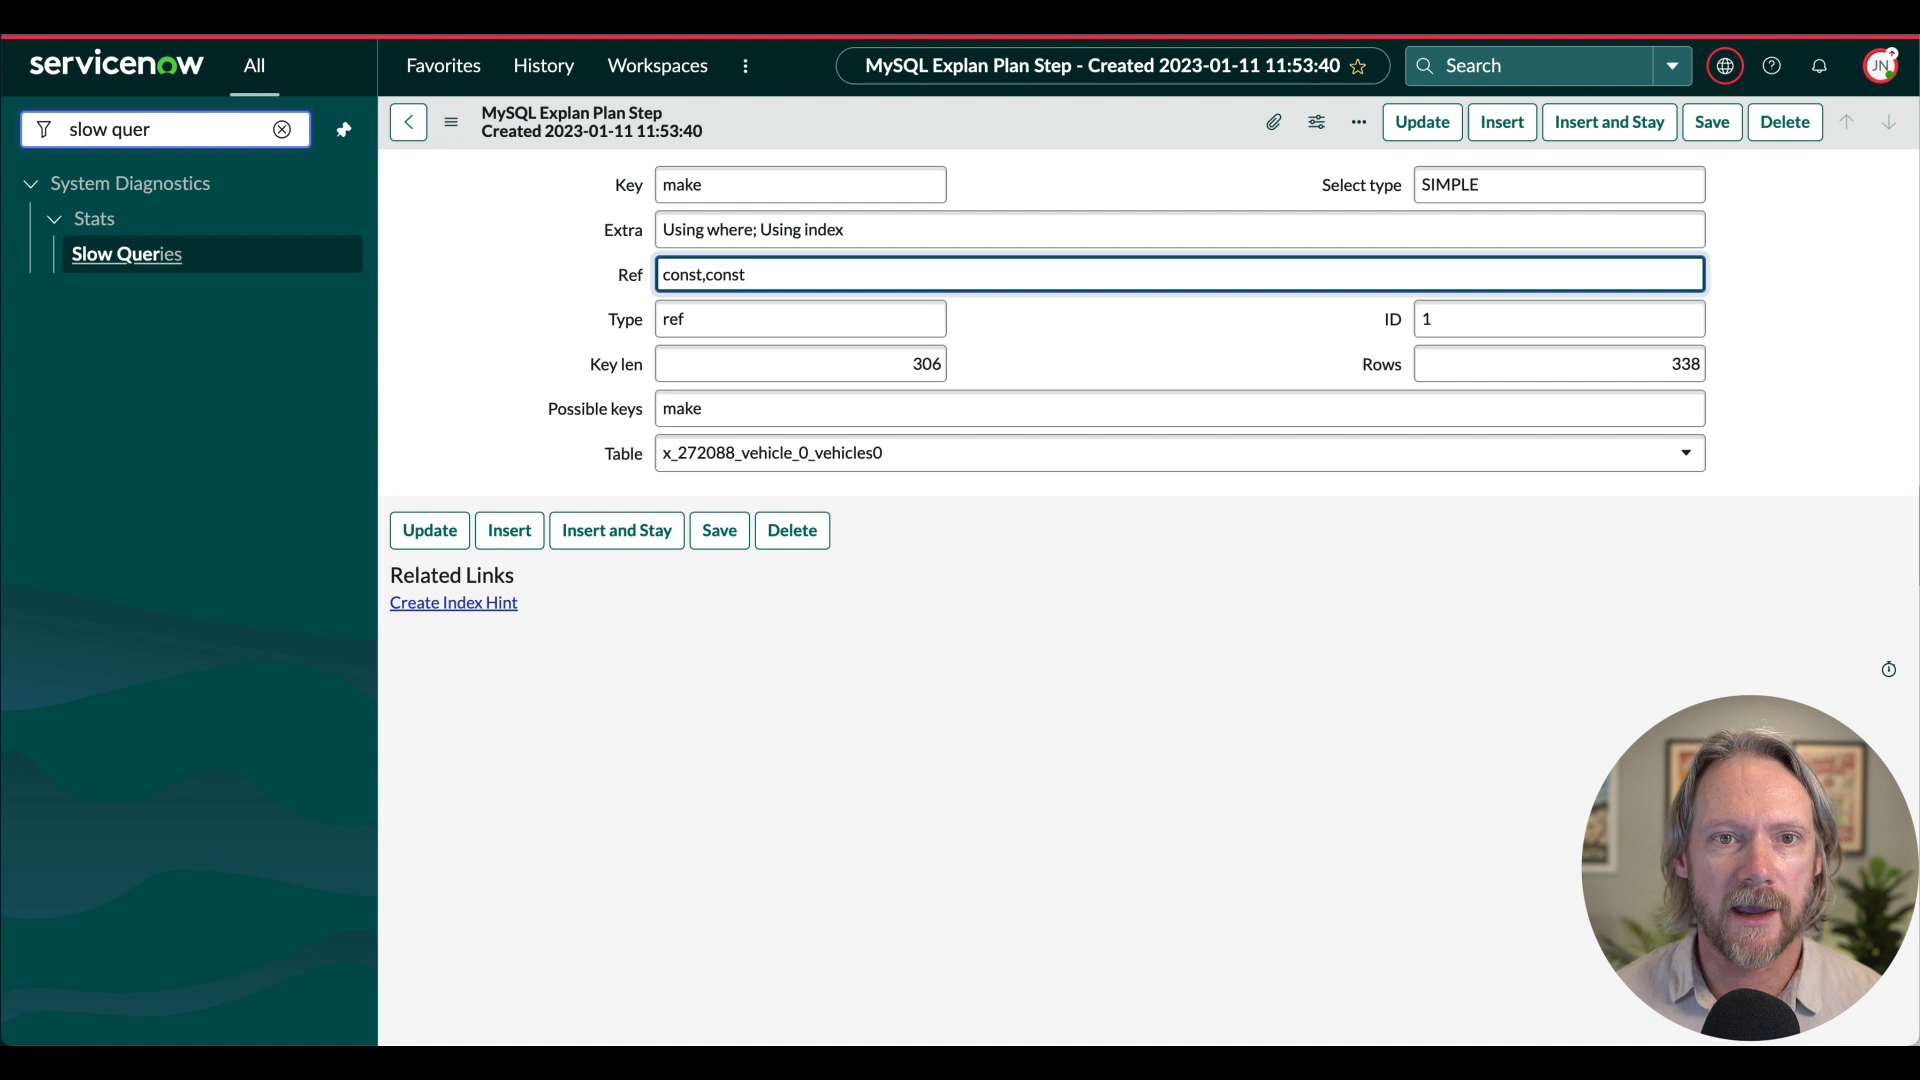 servicenow
All
Favorites
History
Workspaces
MySQL Explan Plan Step - Created 2023-01-11 11:53:40
Search
JN
slow quer
System Diagnostics
Stats
Slow Queries
MySQL Explan Plan Step
Created 2023-01-11 11:53:40
Update
Insert
Insert and Stay
Save
Delete
Key
make
Select type
SIMPLE
Extra
Using where; Using index
Ref
const,const
Type
ref
ID
1
Key len
306
Rows
338
Possible keys
make
Table
x_272088_vehicle_0_vehicles0
Update
Insert
Insert and Stay
Save
Delete
Related Links
Create Index Hint